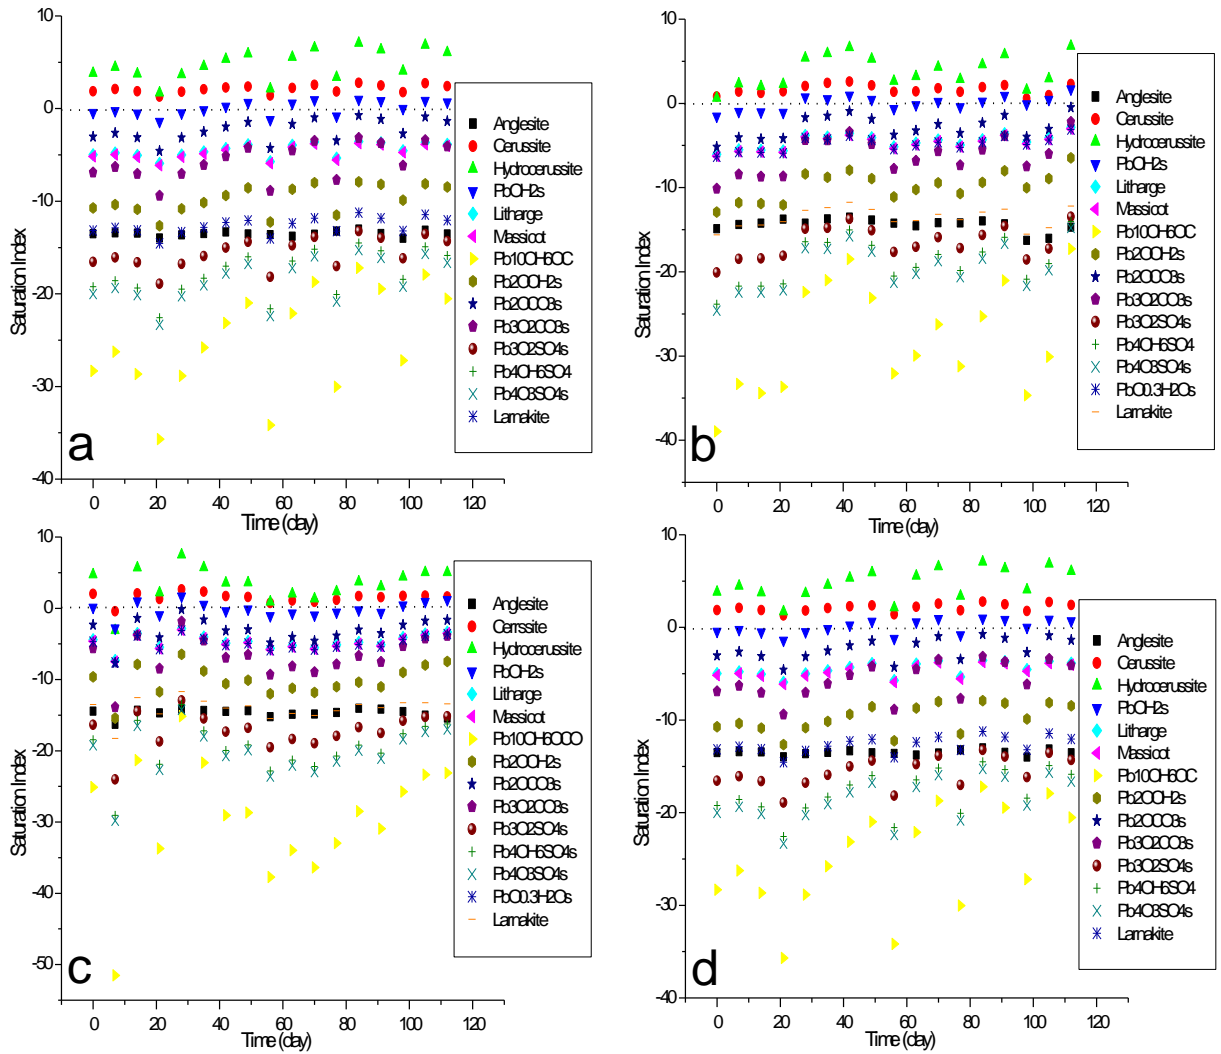 10
0
-10
-20
-30
-40
0
20
40
60
80
100
120
Saturation Index
Time (day)
a
Anglesite
Cerussite
Hydrocerussite
PbOH2s
Litharge
Massicot
Pb10OH6OC
Pb2OOH2s
Pb2OCO3s
Pb3O2CO3s
Pb3O2SO4s
Pb4OH6SO4
Pb4O3SO4s
Larnakite
10
0
-10
-20
-30
-40
0
20
40
60
80
100
120
Saturation Index
Time (day)
b
Anglesite
Cerussite
Hydrocerussite
PbOH2s
Litharge
Massicot
Pb10OH6OC
Pb2OOH2s
Pb2OCO3s
Pb3O2CO3s
Pb3O2SO4s
Pb4OH6SO4
Pb4O3SO4s
PbO0.3H2Os
Larnakite
10
0
-10
-20
-30
-40
-50
0
20
40
60
80
100
120
Saturation Index
Time (day)
c
Anglesite
Cerrssite
Hydrocerussite
PbOH2s
Litharge
Massicot
Pb10OH6OCO
Pb2OOH2s
Pb2OCO3s
Pb3O2CO3s
Pb3O2SO4s
Pb4OH6SO4s
Pb4O3SO4s
PbO0.3H2Os
Larnakite
10
0
-10
-20
-30
-40
0
20
40
60
80
100
120
Saturation Index
Time (day)
d
Anglesite
Cerussite
Hydrocerussite
PbOH2s
Litharge
Massicot
Pb10OH6OC
Pb2OOH2s
Pb2OCO3s
Pb3O2CO3s
Pb3O2SO4s
Pb4OH6SO4
Pb4O3SO4s
Larnakite